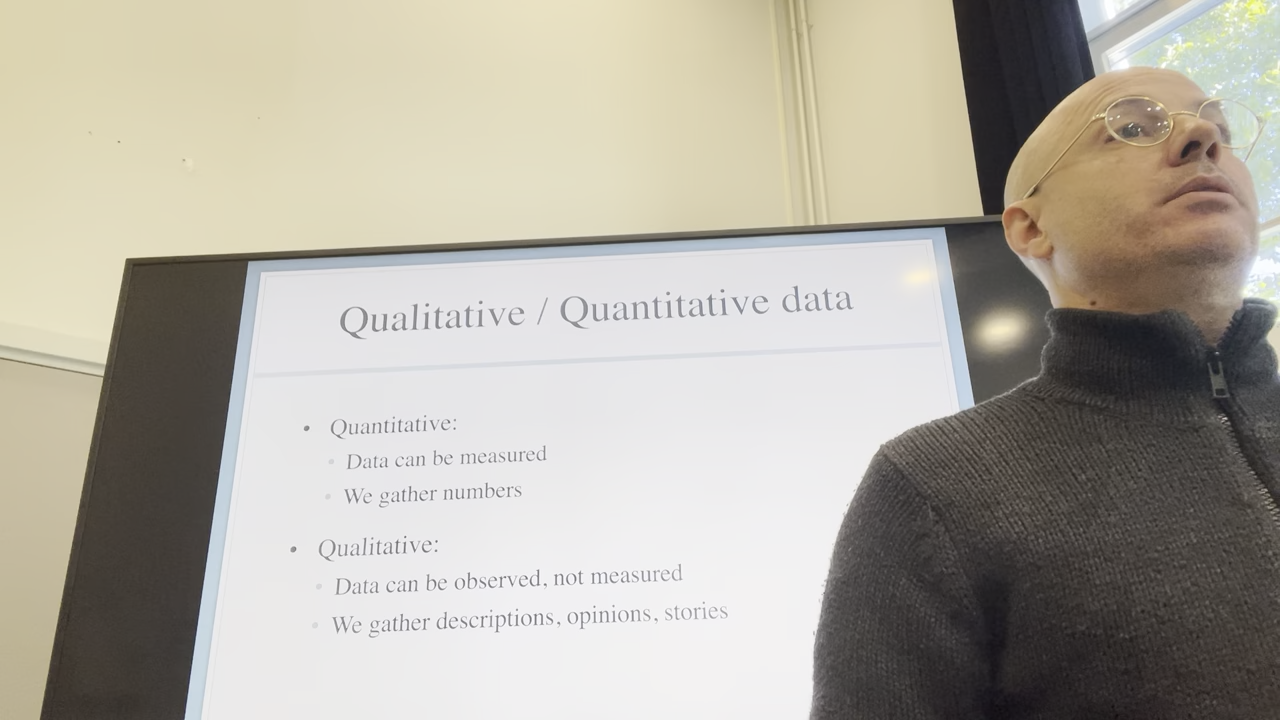 Qualitative / Quantitative data
• Quantitative:
• Data can be measured
• We gather numbers
• Qualitative:
• Data can be observed, not measured
• We gather descriptions, opinions, stories